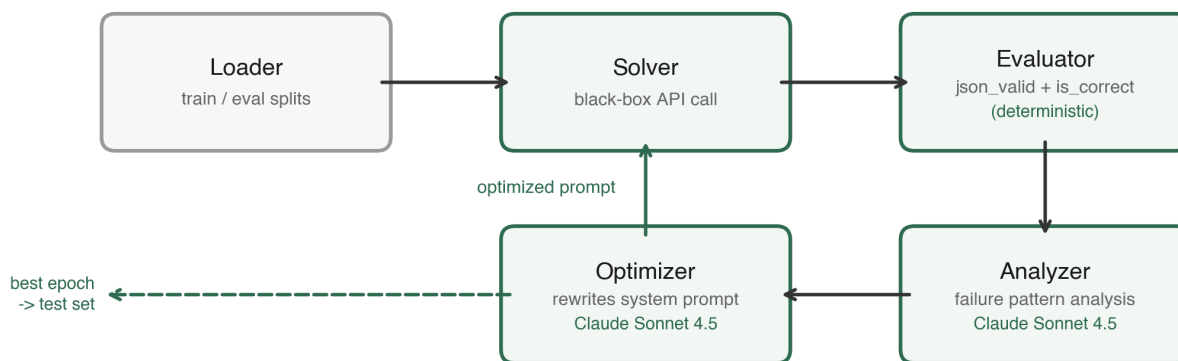 Loader
train / eval splits
Solver
black-box API call
Evaluator
json_valid + is_correct
(deterministic)
optimized prompt
best epoch
-> test set
Optimizer
rewrites system prompt
Claude Sonnet 4.5
Analyzer
failure pattern analysis
Claude Sonnet 4.5